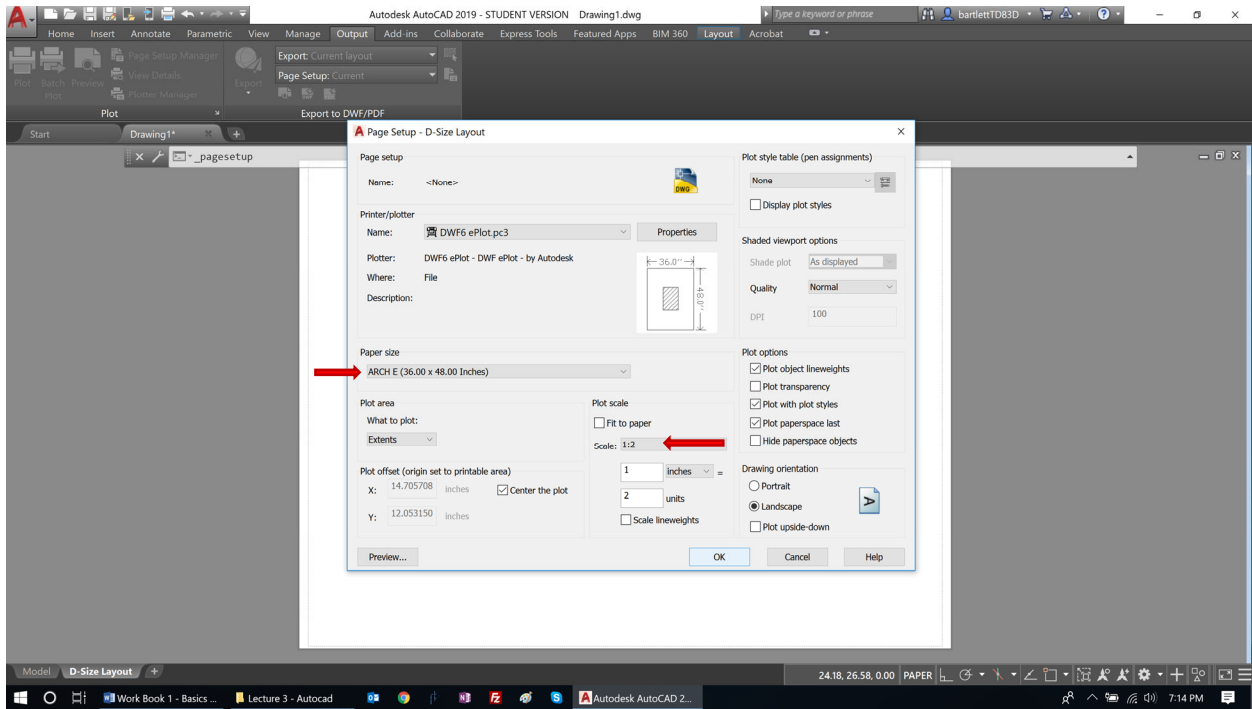 Autodesk AutoCAD 2019 - STUDENT VERSION Drawing1.dwg
Type a keyword or phrase
bartlettTD83D
Home Insert Annotate Parametric View Manage Output Add-ins Collaborate Express Tools Featured Apps BIM 360 Layout Acrobat
Plot
Batch Plot
Preview
Page Setup Manager
View Details
Plotter Manager
Export
Export: Current layout
Page Setup: Current
Plot
Export to DWF/PDF
Start
Drawing1*
_pagesetup
Page Setup - D-Size Layout
Page setup
Name: <None>
DWG
Printer/plotter
Name: DWF6 ePlot.pc3
Properties
Plotter: DWF6 ePlot - DWF ePlot - by Autodesk
Where: File
Description:
36.0''
48.0''
Paper size
ARCH E (36.00 x 48.00 Inches)
Plot area
What to plot:
Extents
Plot offset (origin set to printable area)
X: 14.705708 inches
Center the plot
Y: 12.053150 inches
Plot scale
Fit to paper
Scale: 1:2
1 inches =
2 units
Scale lineweights
Plot style table (pen assignments)
None
Display plot styles
Shaded viewport options
Shade plot As displayed
Quality Normal
DPI 100
Plot options
Plot object lineweights
Plot transparency
Plot with plot styles
Plot paperspace last
Hide paperspace objects
Drawing orientation
Portrait
Landscape
A
Plot upside-down
Preview...
OK
Cancel
Help
Model
D-Size Layout
24.18, 26.58, 0.00 PAPER
Work Book 1 - Basics ...
Lecture 3 - Autocad
Autodesk AutoCAD 2...
7:14 PM